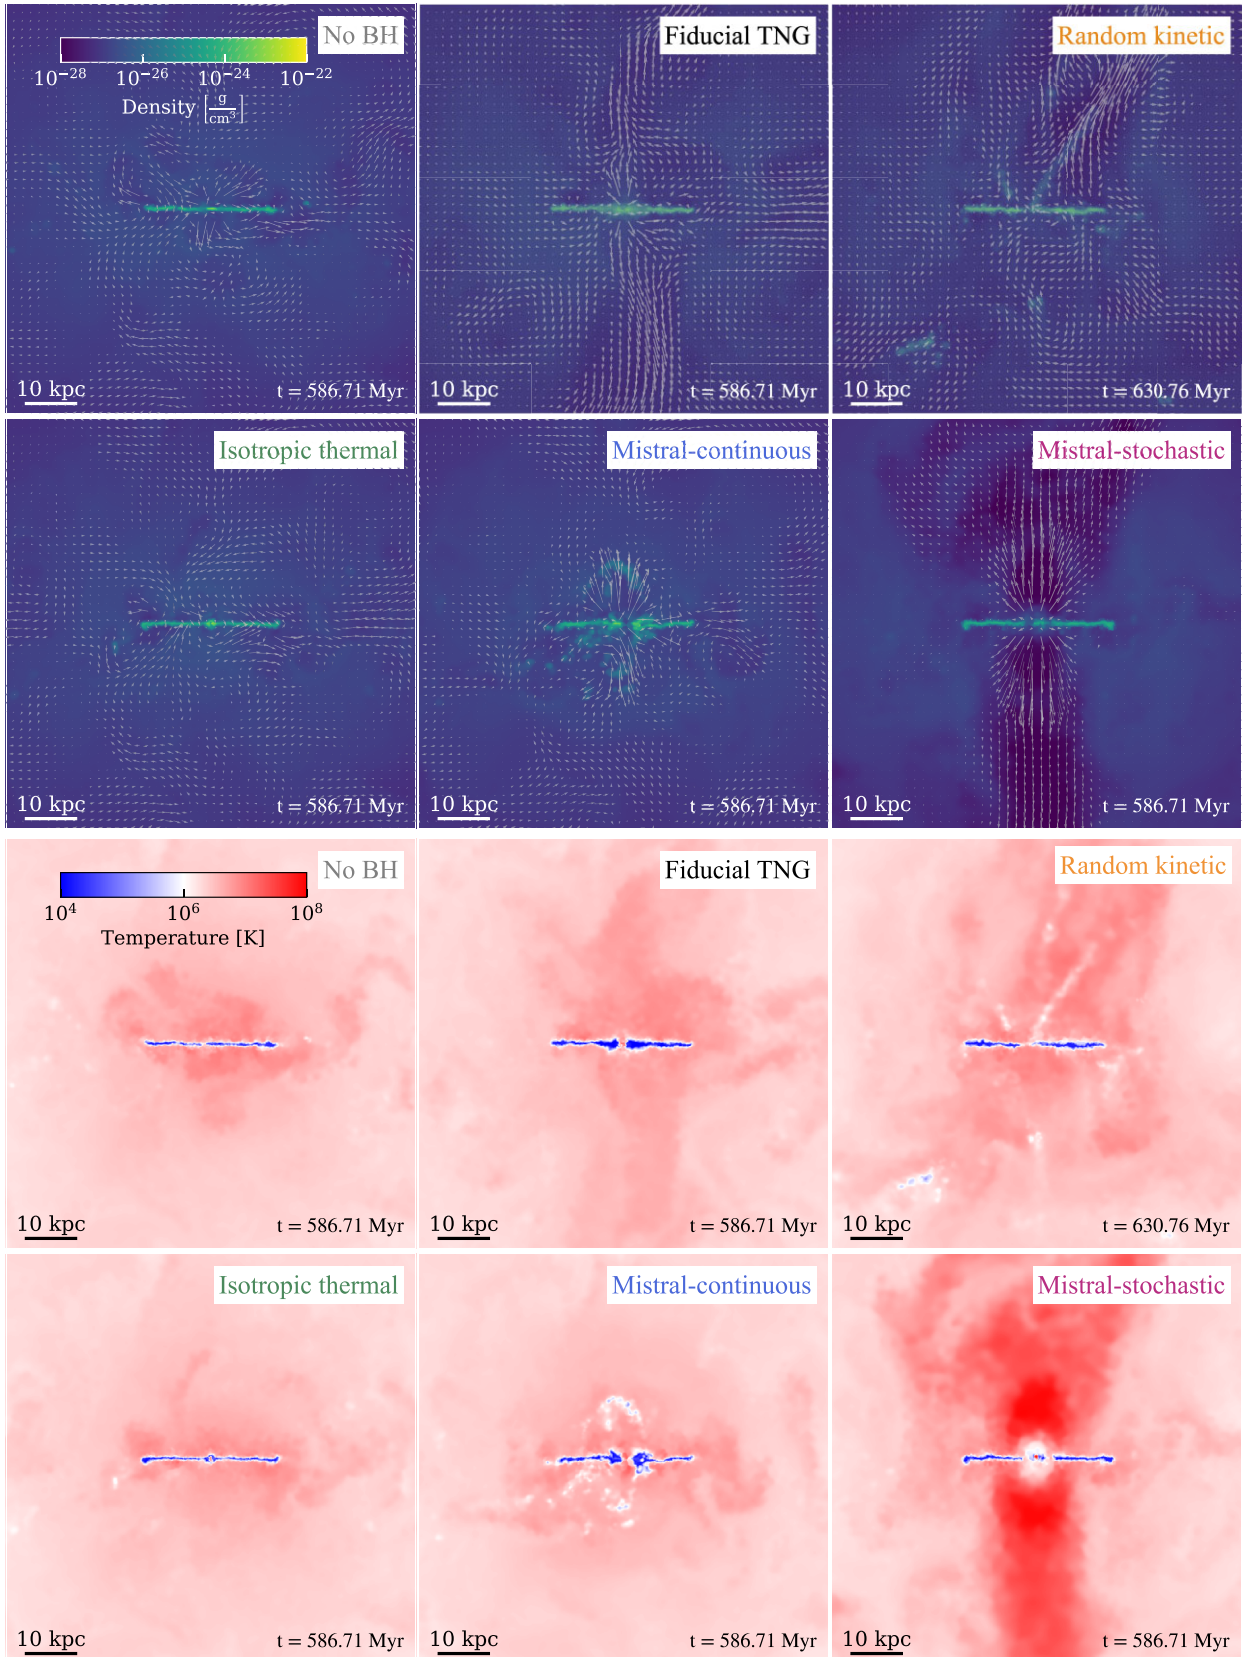 No BH
10⁻²⁸ 10⁻²⁶ 10⁻²⁴ 10⁻²²
Density [g/cm³]
10 kpc
t = 586.71 Myr
Fiducial TNG
10 kpc
t = 586.71 Myr
Random kinetic
10 kpc
t = 630.76 Myr
Isotropic thermal
10 kpc
t = 586.71 Myr
Mistral-continuous
10 kpc
t = 586.71 Myr
Mistral-stochastic
10 kpc
t = 586.71 Myr
No BH
10⁴ 10⁶ 10⁸
Temperature [K]
10 kpc
t = 586.71 Myr
Fiducial TNG
10 kpc
t = 586.71 Myr
Random kinetic
10 kpc
t = 630.76 Myr
Isotropic thermal
10 kpc
t = 586.71 Myr
Mistral-continuous
10 kpc
t = 586.71 Myr
Mistral-stochastic
10 kpc
t = 586.71 Myr